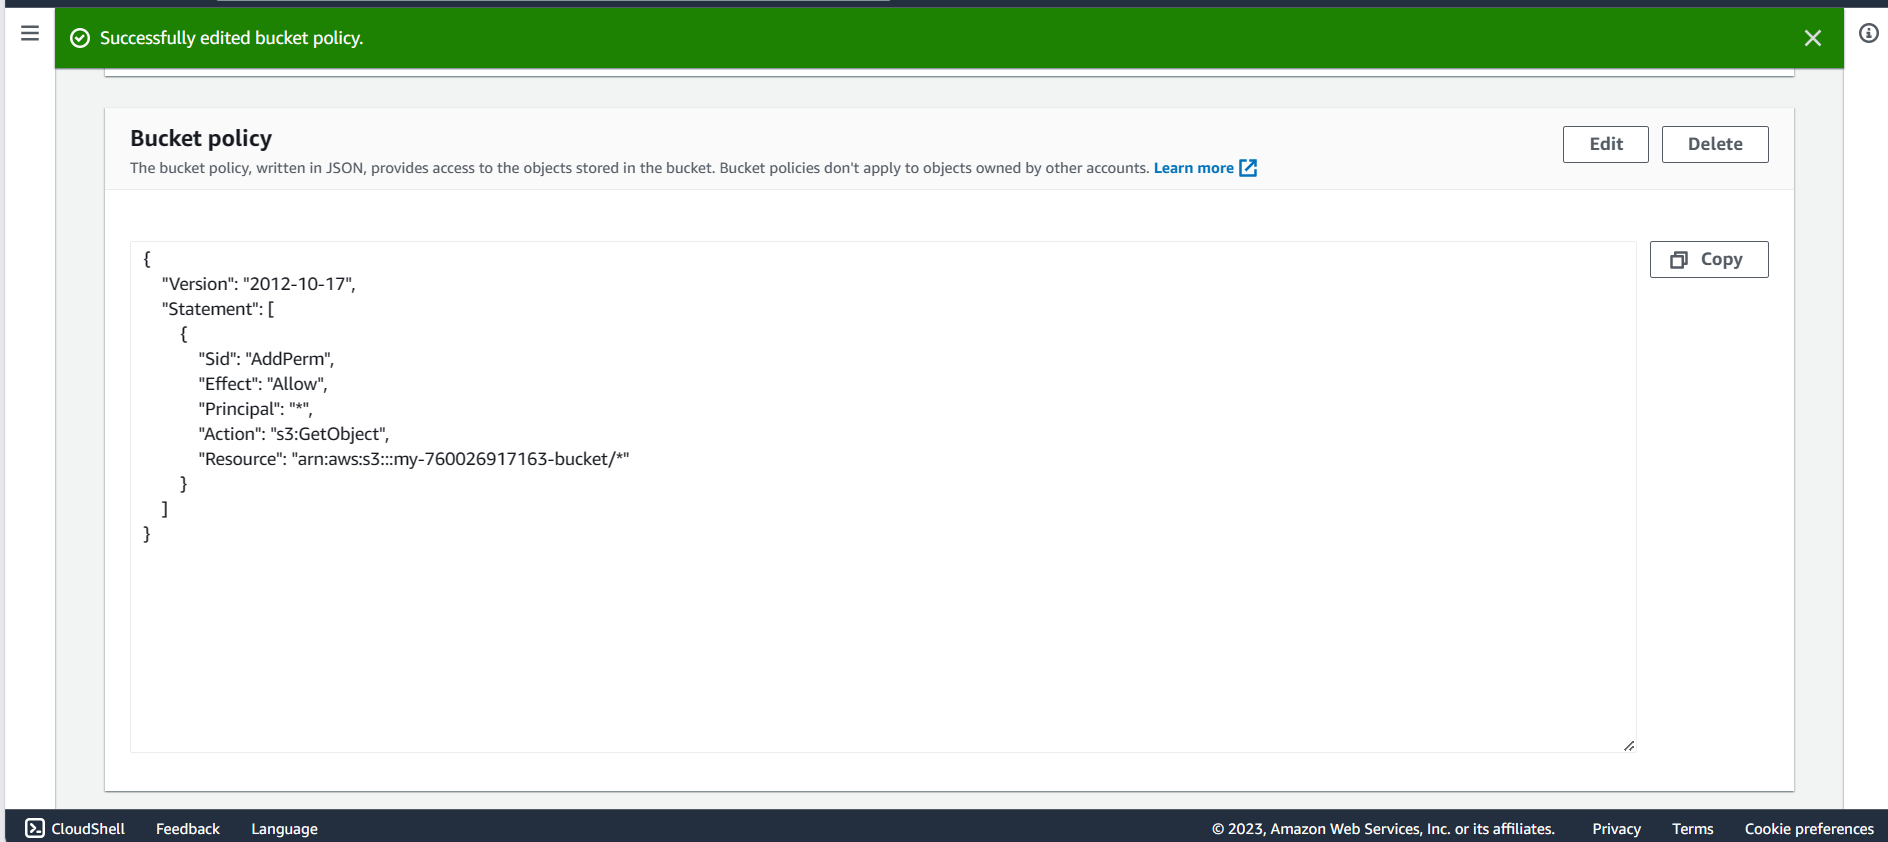 Successfully edited bucket policy.
Bucket policy
Edit
Delete
The bucket policy, written in JSON, provides access to the objects stored in the bucket. Bucket policies don't apply to objects owned by other accounts. Learn more
Copy
{
"Version": "2012-10-17",
"Statement": [
{
"Sid": "AddPerm",
"Effect": "Allow",
"Principal": "*",
"Action": "s3:GetObject",
"Resource": "arn:aws:s3:::my-760026917163-bucket/*"
}
]
}
CloudShell Feedback Language © 2023, Amazon Web Services, Inc. or its affiliates. Privacy Terms Cookie preferences